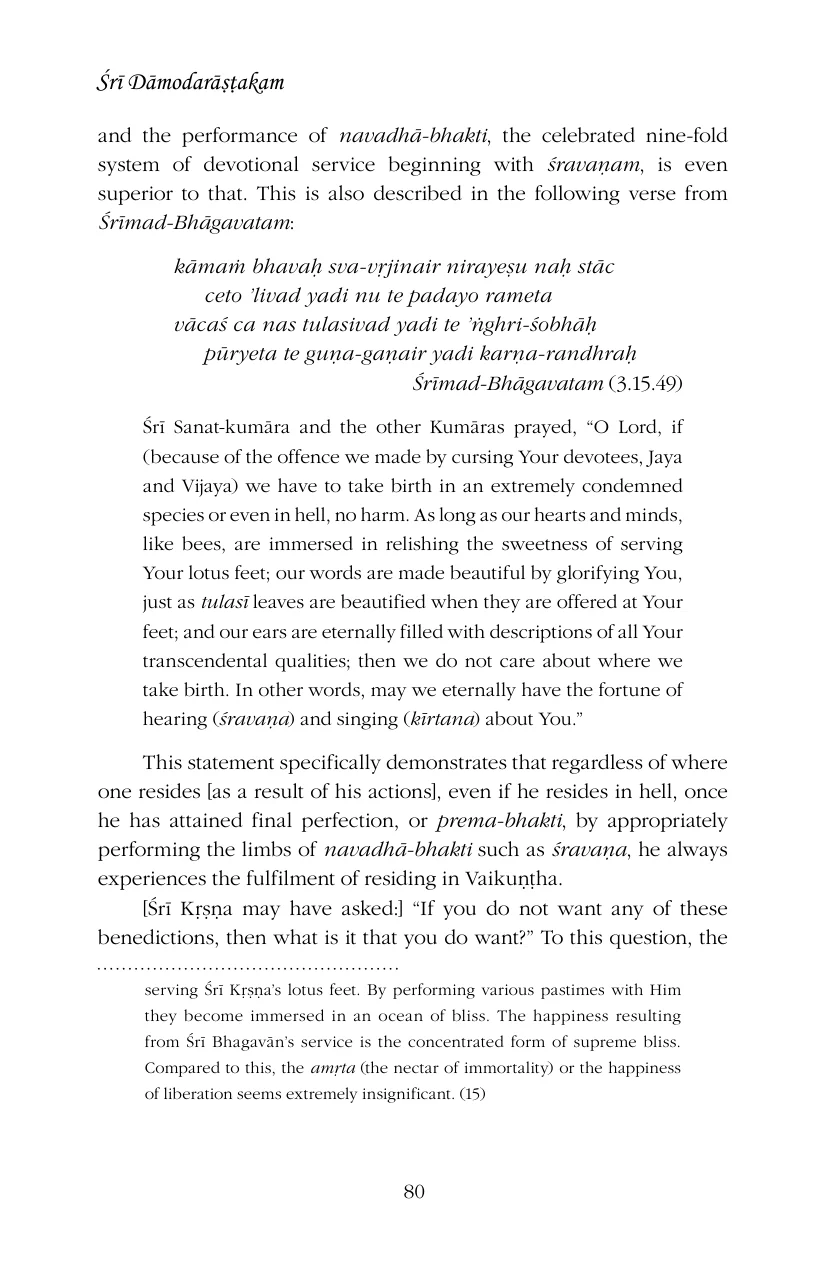 Śrī Dāmodarāṣṭakam
and the performance of navadhā-bhakti, the celebrated nine-fold
system of devotional service beginning with śravaṇam, is even
superior to that. This is also described in the following verse from
Śrīmad-Bhāgavatam:
kāmaṁ bhavaḥ sva-vṛjinair nirayeṣu naḥ stāc
ceto ’livad yadi nu te padayo rameta
vācaś ca nas tulasivad yadi te ’ṅghri-śobhāḥ
pūryeta te guṇa-gaṇair yadi karṇa-randhraḥ
Śrīmad-Bhāgavatam (3.15.49)
Śrī Sanat-kumāra and the other Kumāras prayed, “O Lord, if
(because of the offence we made by cursing Your devotees, Jaya
and Vijaya) we have to take birth in an extremely condemned
species or even in hell, no harm. As long as our hearts and minds,
like bees, are immersed in relishing the sweetness of serving
Your lotus feet; our words are made beautiful by glorifying You,
just as tulasī leaves are beautified when they are offered at Your
feet; and our ears are eternally filled with descriptions of all Your
transcendental qualities; then we do not care about where we
take birth. In other words, may we eternally have the fortune of
hearing (śravaṇa) and singing (kīrtana) about You.”
This statement specifically demonstrates that regardless of where
one resides [as a result of his actions], even if he resides in hell, once
he has attained final perfection, or prema-bhakti, by appropriately
performing the limbs of navadhā-bhakti such as śravaṇa, he always
experiences the fulfilment of residing in Vaikuṇṭha.
[Śrī Kṛṣṇa may have asked:] “If you do not want any of these
benedictions, then what is it that you do want?” To this question, the
serving Śrī Kṛṣṇa’s lotus feet. By performing various pastimes with Him
they become immersed in an ocean of bliss. The happiness resulting
from Śrī Bhagavān’s service is the concentrated form of supreme bliss.
Compared to this, the amṛta (the nectar of immortality) or the happiness
of liberation seems extremely insignificant. (15)
80